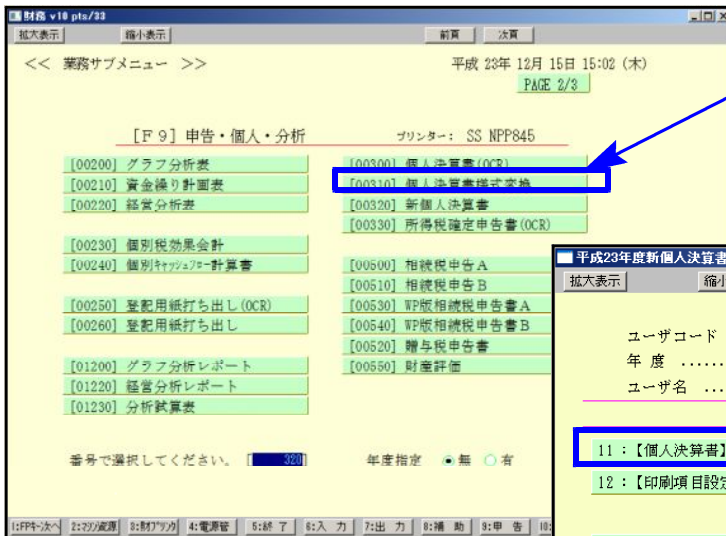 財務 v10 pts/33
拡大表示 縮小表示 前頁 次頁
<< 業務サブメニュー >> 平成 23年 12月 15日 15:02 (木)
PAGE 2/3
[F 9] 申告・個人・分析 プリンター: SS NPP845
[00200] グラフ分析表 [00300] 個人決算書(OCR)
[00210] 資金繰り計画表 [00310] 個人決算書様式変換
[00220] 経営分析表 [00320] 新個人決算書
[00330] 所得税確定申告書(OCR)
[00230] 個別税効果会計
[00240] 個別キャッシュフロー計算書 [00500] 相続税申告A
[00510] 相続税申告B
[00250] 登記用紙打ち出し(OCR) [00530] WP版相続税申告書A
[00260] 登記用紙打ち出し [00540] WP版相続税申告書B
[00520] 贈与税申告書
[01200] グラフ分析レポート [00550] 財産評価
[01220] 経営分析レポート
[01230] 分析試算表
番号で選択してください。 [ 320] 年度指定 無 有
1:FPキー次へ 2:マシン資源 3:財プリンタ 4:電源管 5:終 了 6:入 力 7:出 力 8:補 助 9:申 告 10:
平成23年度新個人決算書
拡大表示 縮小
ユーザコード
年 度 ......
ユーザ名 ...
11:【個人決算書】
12:【印刷項目設定